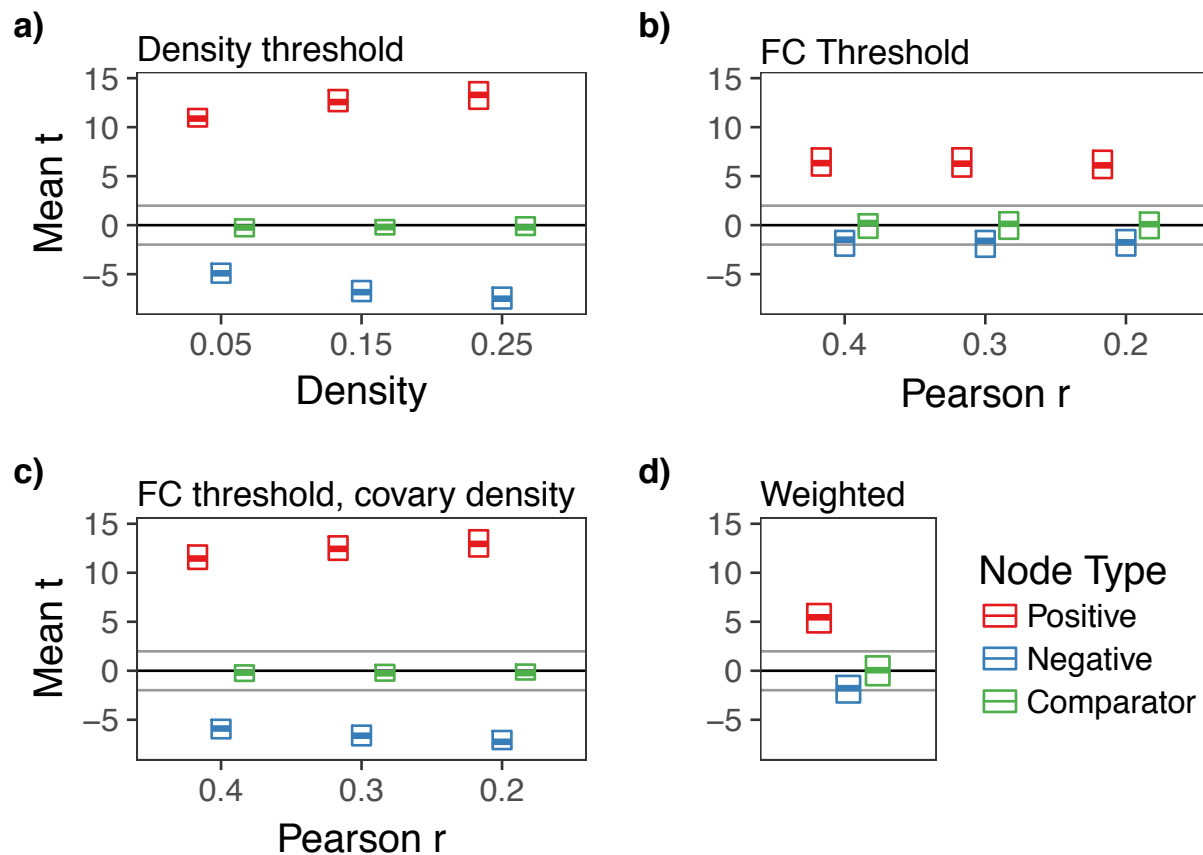 a)
Density threshold
Mean t
15
10
5
0
−5
0.05 0.15 0.25
Density
b)
FC Threshold
15
10
5
0
−5
0.4 0.3 0.2
Pearson r
c)
FC threshold, covary density
Mean t
15
10
5
0
−5
0.4 0.3 0.2
Pearson r
d)
Weighted
15
10
5
0
−5
Node Type
Positive
Negative
Comparator